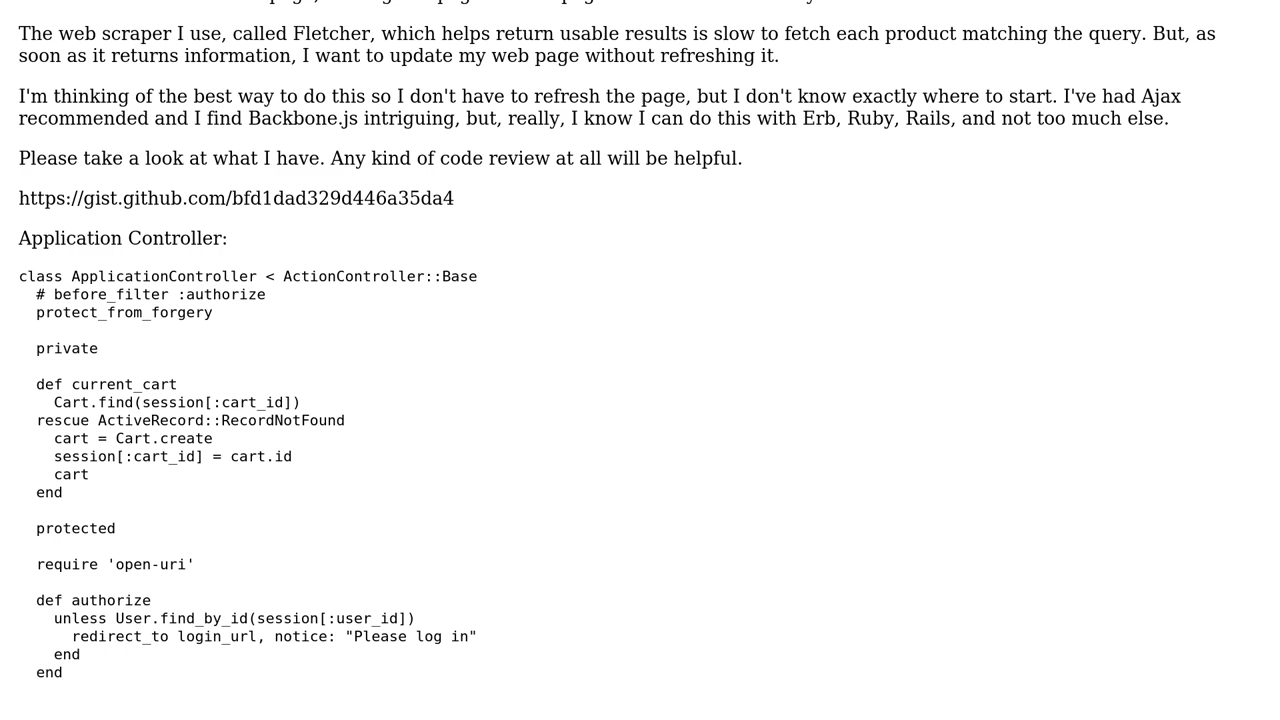 The web scraper I use, called Fletcher, which helps return usable results is slow to fetch each product matching the query. But, as
soon as it returns information, I want to update my web page without refreshing it.
I'm thinking of the best way to do this so I don't have to refresh the page, but I don't know exactly where to start. I've had Ajax
recommended and I find Backbone.js intriguing, but, really, I know I can do this with Erb, Ruby, Rails, and not too much else.
Please take a look at what I have. Any kind of code review at all will be helpful.
https://gist.github.com/bfd1dad329d446a35da4
Application Controller:
class ApplicationController < ActionController::Base
  # before_filter :authorize
  protect_from_forgery
  private
  def current_cart
    Cart.find(session[:cart_id])
  rescue ActiveRecord::RecordNotFound
    cart = Cart.create
    session[:cart_id] = cart.id
    cart
  end
  protected
  require 'open-uri'
  def authorize
    unless User.find_by_id(session[:user_id])
      redirect_to login_url, notice: "Please log in"
    end
  end